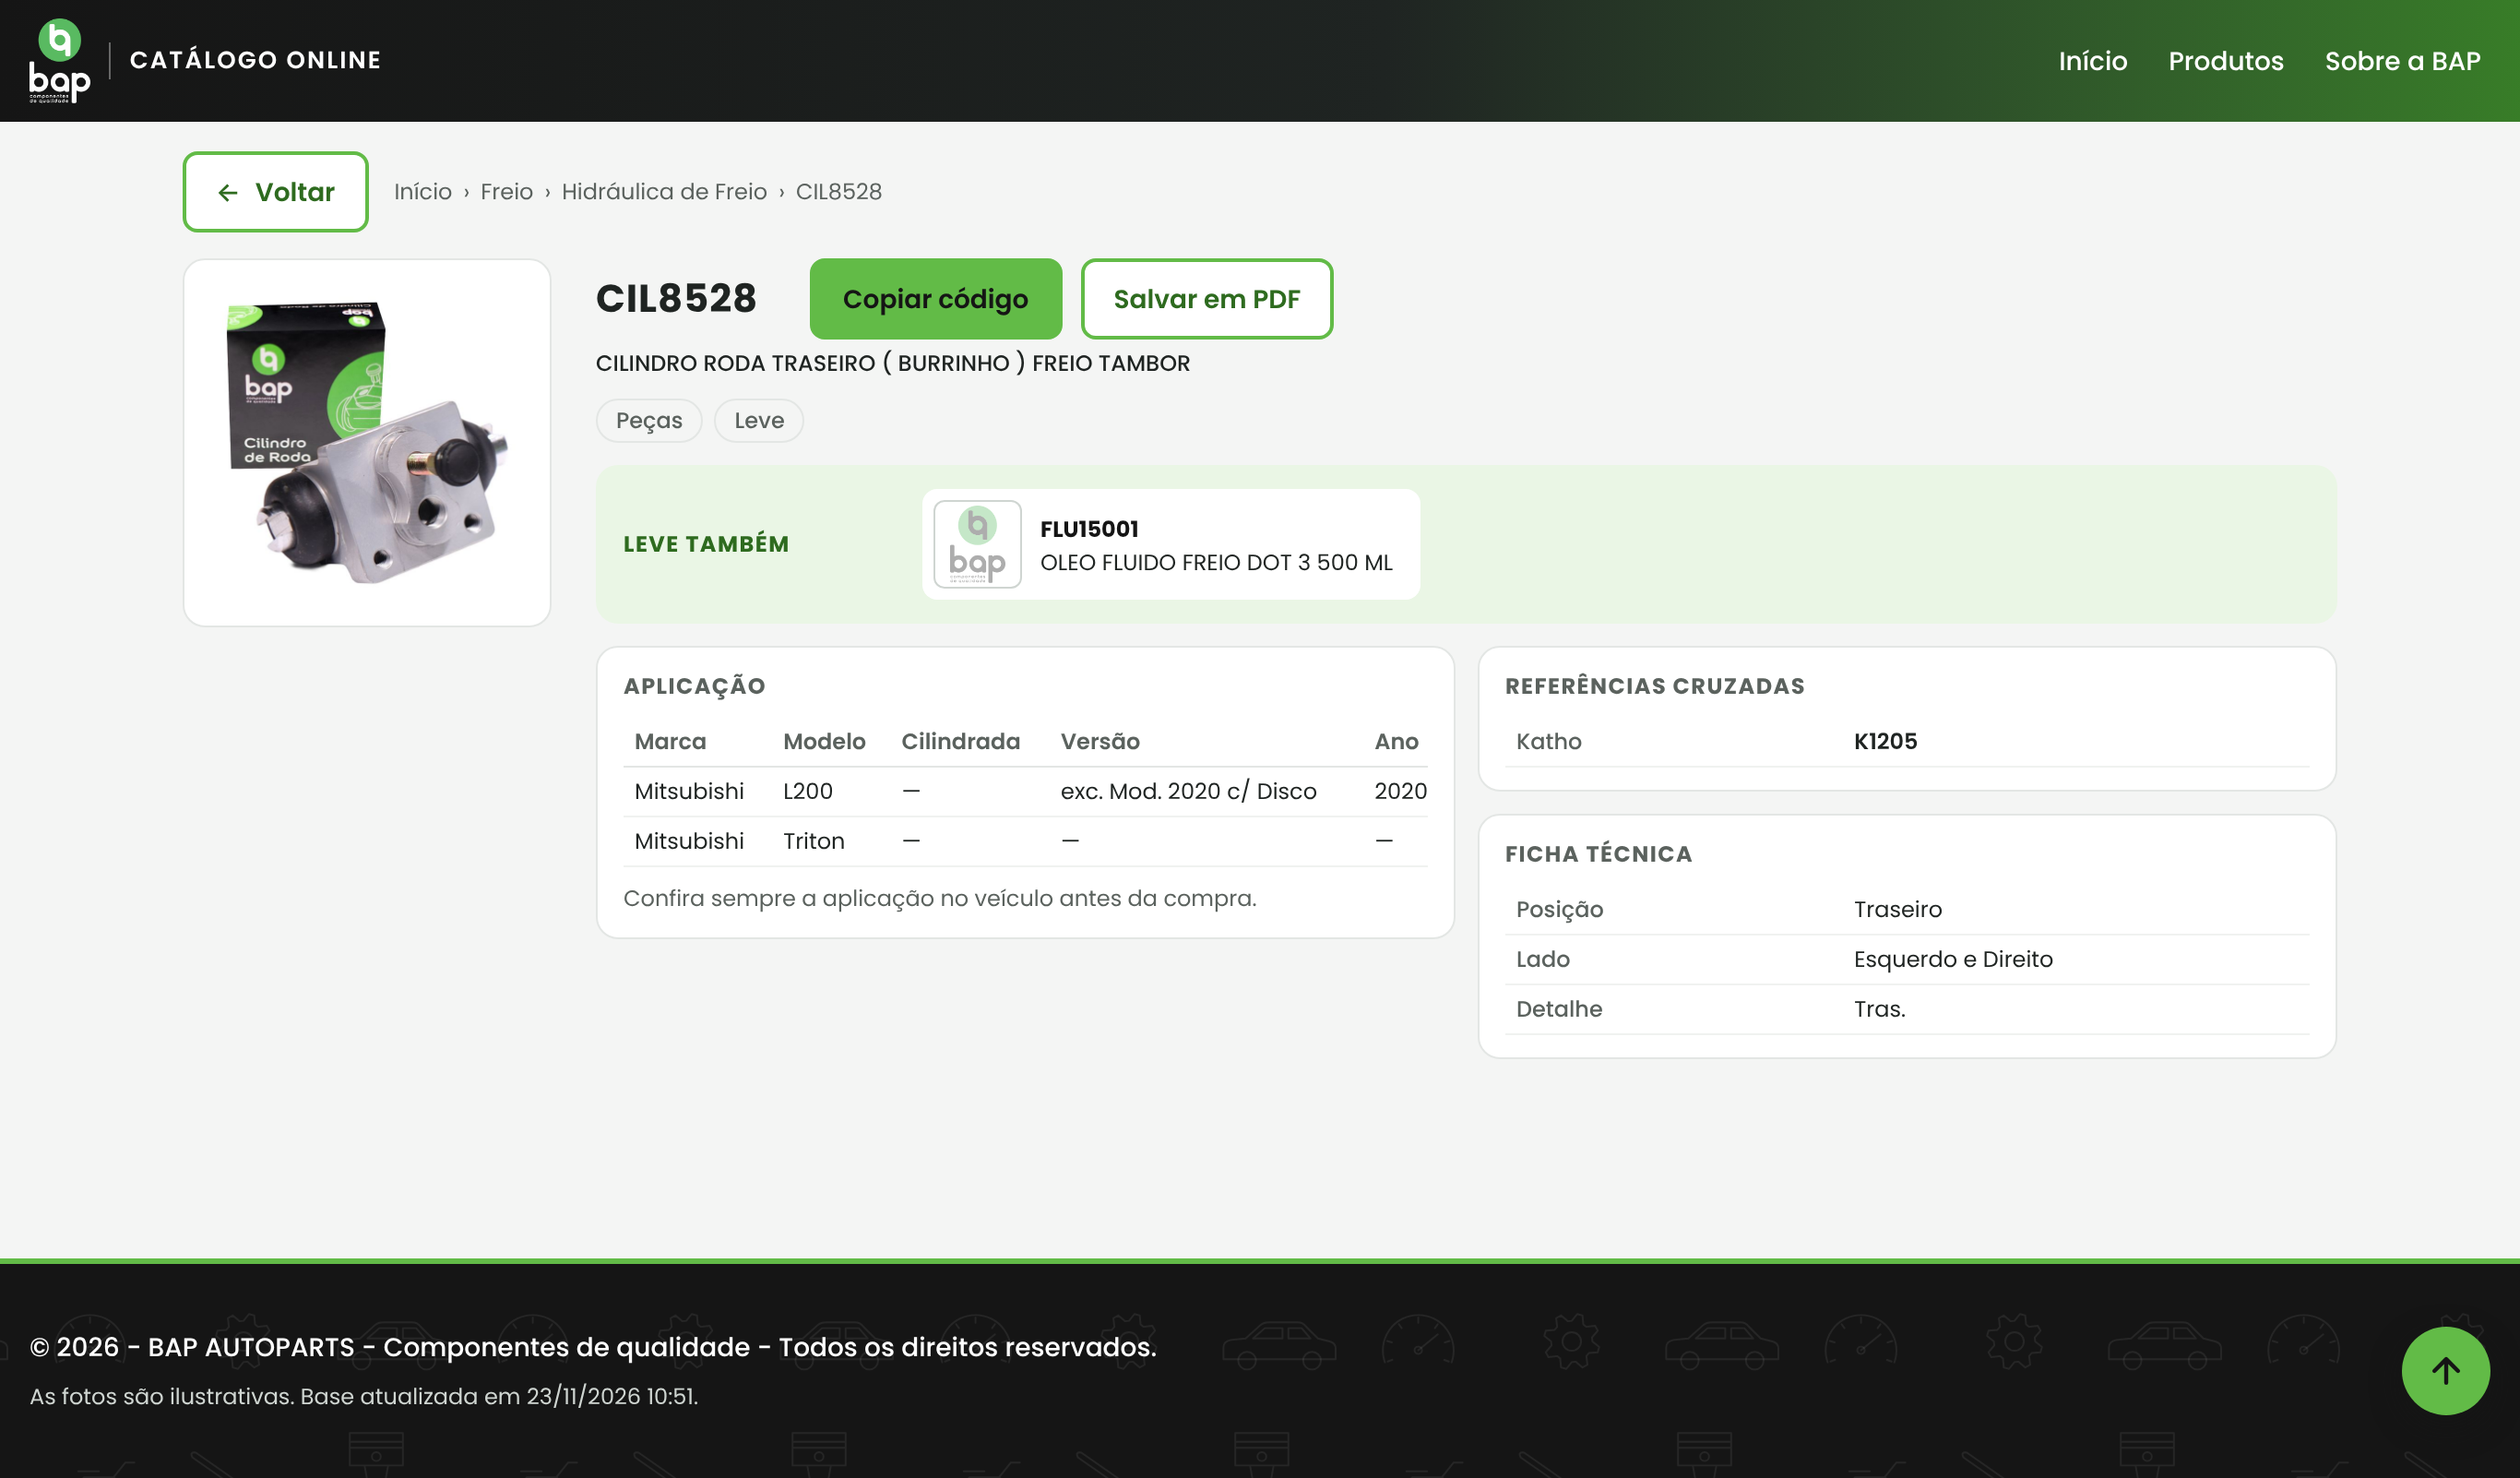 bap
componentes
de qualidade
CATÁLOGO ONLINE
Início
Produtos
Sobre a BAP
← Voltar
Início › Freio › Hidráulica de Freio › CIL8528
bap
Cilindro
de Roda
CIL8528
Copiar código
Salvar em PDF
CILINDRO RODA TRASEIRO ( BURRINHO ) FREIO TAMBOR
Peças
Leve
LEVE TAMBÉM
bap
FLU15001
OLEO FLUIDO FREIO DOT 3 500 ML
APLICAÇÃO
Marca Modelo Cilindrada Versão Ano
Mitsubishi L200 — exc. Mod. 2020 c/ Disco 2020
Mitsubishi Triton — — —
Confira sempre a aplicação no veículo antes da compra.
REFERÊNCIAS CRUZADAS
Katho K1205
FICHA TÉCNICA
Posição Traseiro
Lado Esquerdo e Direito
Detalhe Tras.
© 2026 - BAP AUTOPARTS - Componentes de qualidade - Todos os direitos reservados.
As fotos são ilustrativas. Base atualizada em 23/11/2026 10:51.